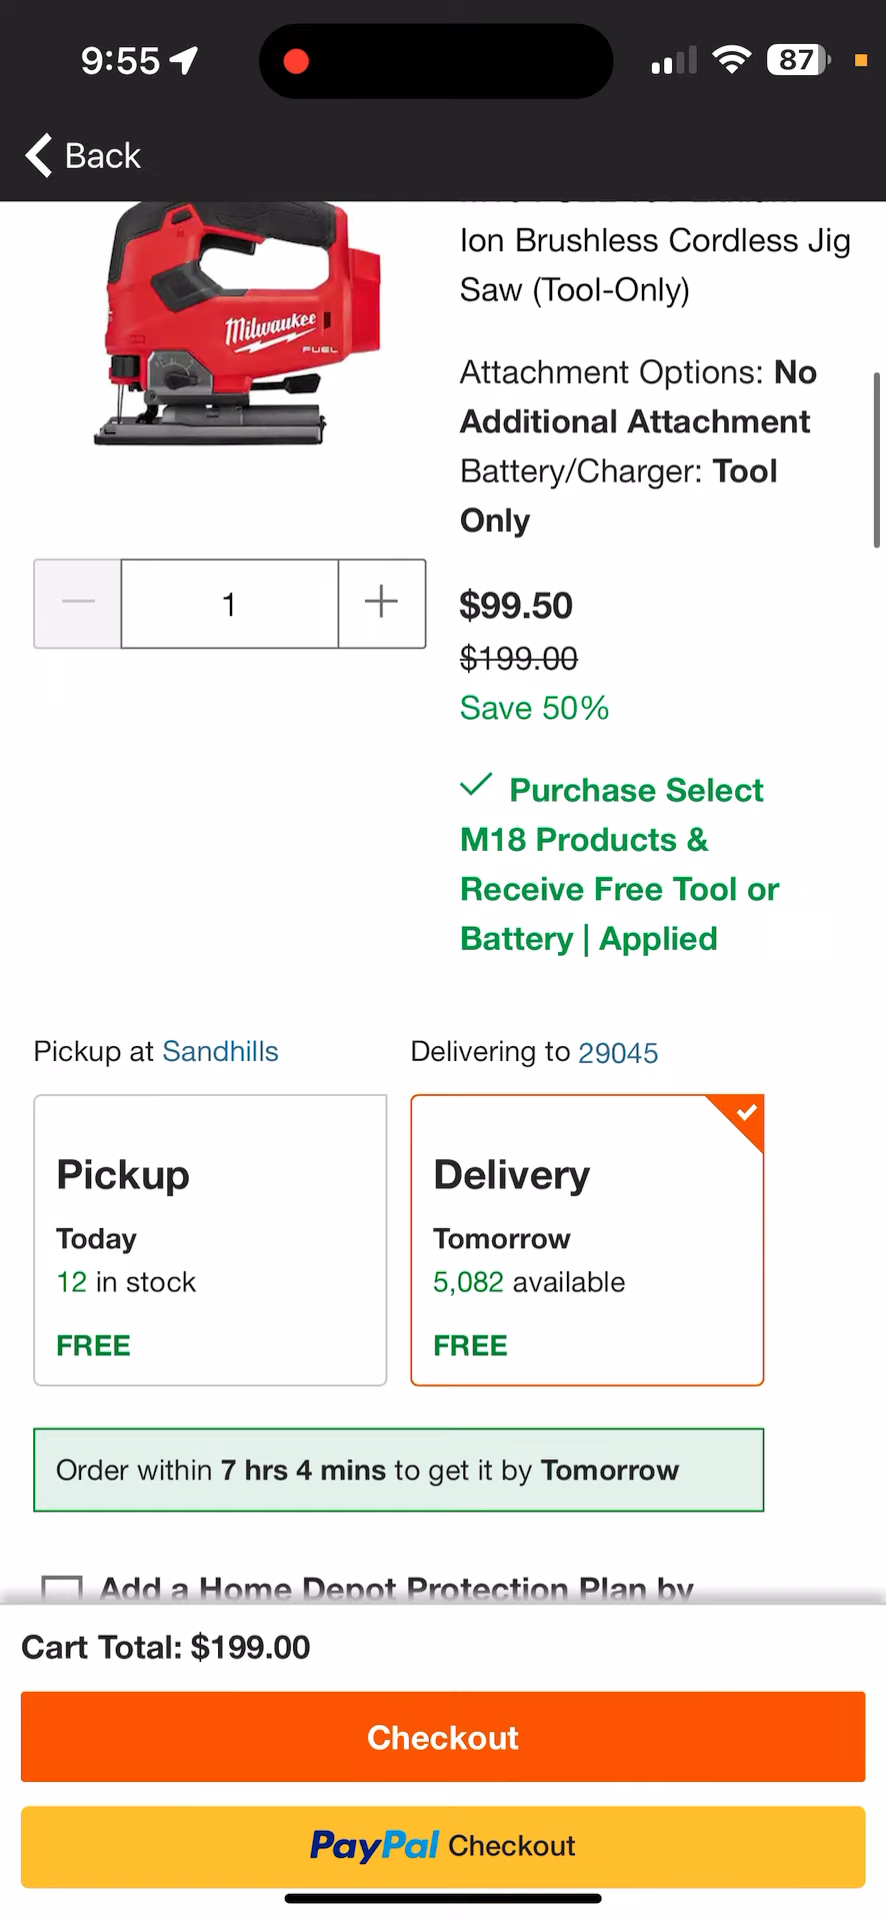 9:55
87
Back
Ion Brushless Cordless Jig
Saw (Tool-Only)
Milwaukee
FUEL
Attachment Options: No
Additional Attachment
Battery/Charger: Tool
Only
1
$99.50
$199.00
Save 50%
Purchase Select
M18 Products &
Receive Free Tool or
Battery | Applied
Pickup at Sandhills
Delivering to 29045
Pickup
Today
12 in stock
FREE
Delivery
Tomorrow
5,082 available
FREE
Order within 7 hrs 4 mins to get it by Tomorrow
Add a Home Depot Protection Plan by
Cart Total: $199.00
Checkout
PayPal Checkout